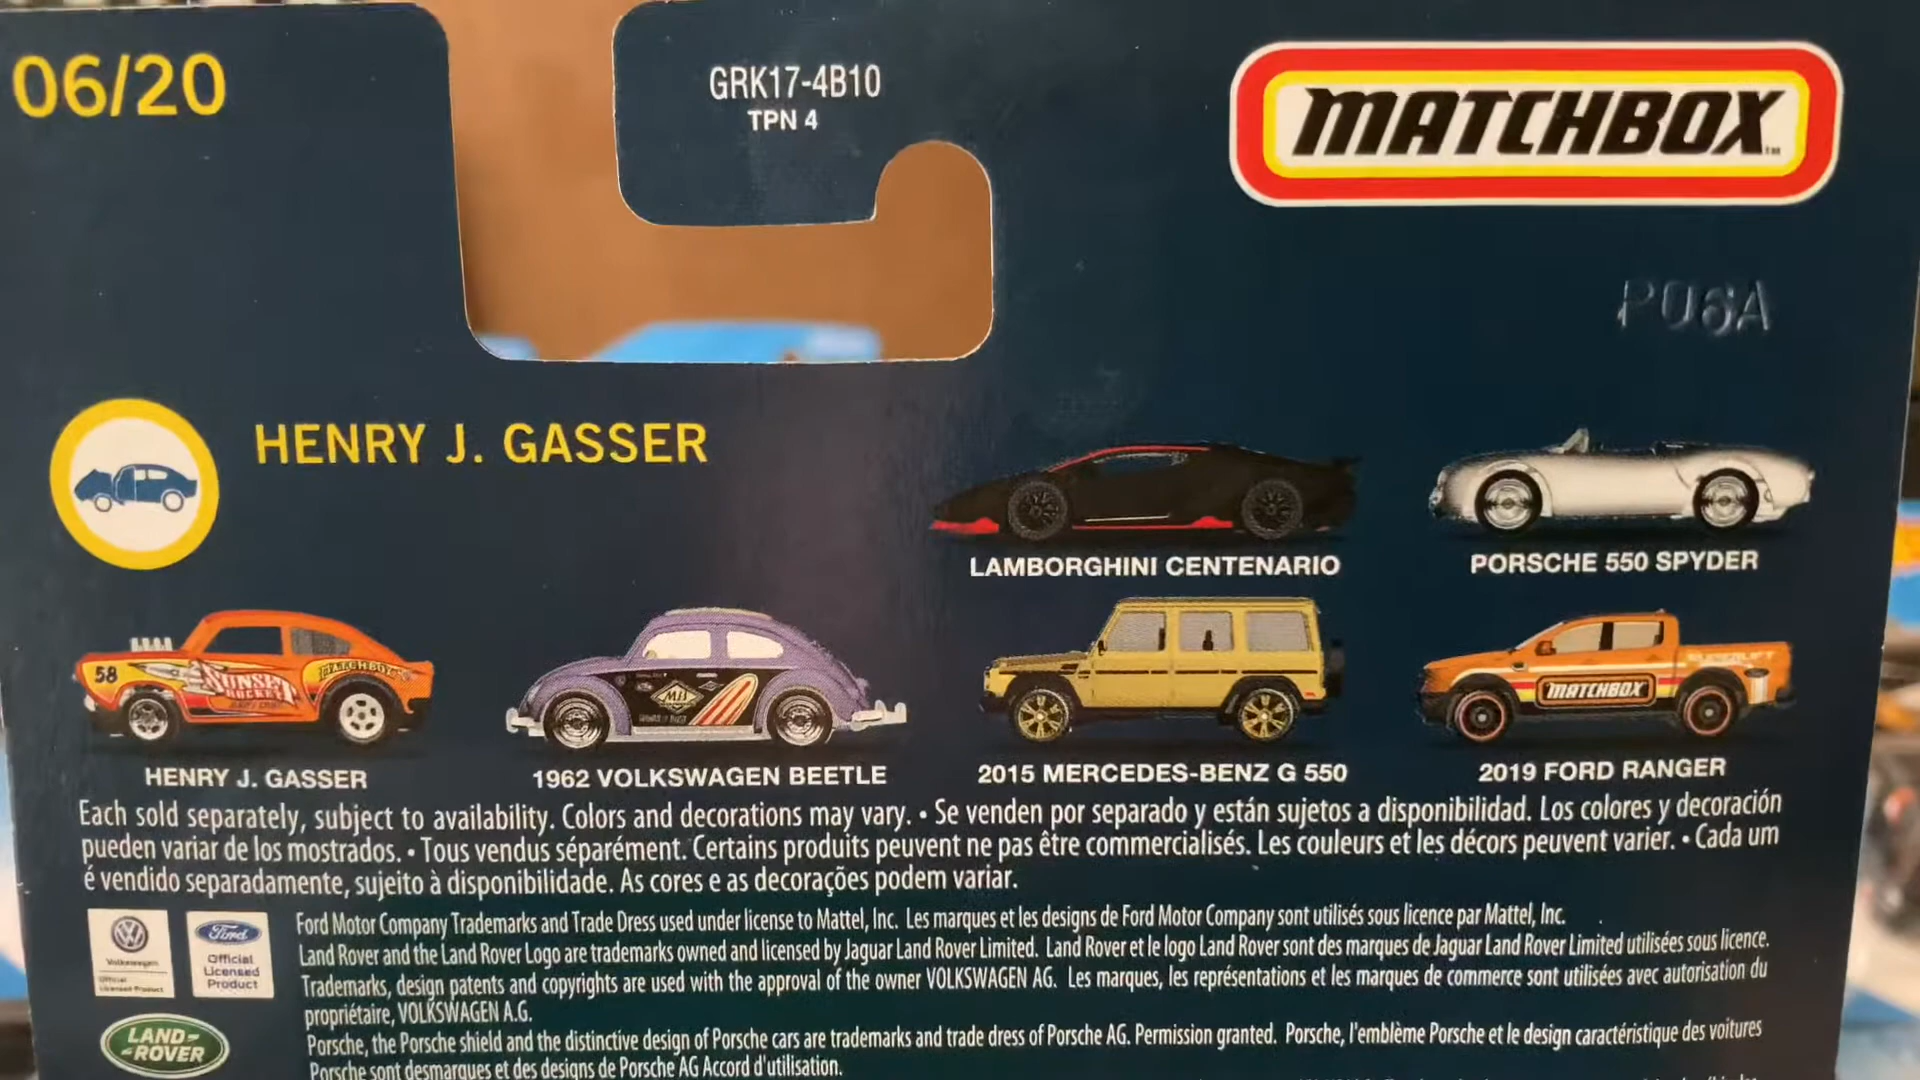 06/20
GRK17-4B10
TPN 4
MATCHBOX™
P06A
HENRY J. GASSER
LAMBORGHINI CENTENARIO
PORSCHE 550 SPYDER
58
SUNSET
ROCKET
MATCHBOX
MATCHBOX
SUPERLIFT
HENRY J. GASSER
1962 VOLKSWAGEN BEETLE
2015 MERCEDES-BENZ G 550
2019 FORD RANGER
Each sold separately, subject to availability. Colors and decorations may vary. • Se venden por separado y están sujetos a disponibilidad. Los colores y decoración
pueden variar de los mostrados. • Tous vendus séparément. Certains produits peuvent ne pas être commercialisés. Les couleurs et les décors peuvent varier. • Cada um
é vendido separadamente, sujeito à disponibilidade. As cores e as decorações podem variar.
Volkswagen
Official
Licensed Product
Ford
Official
Licensed
Product
LAND-
-ROVER
Ford Motor Company Trademarks and Trade Dress used under license to Mattel, Inc. Les marques et les designs de Ford Motor Company sont utilisés sous licence par Mattel, Inc.
Land Rover and the Land Rover Logo are trademarks owned and licensed by Jaguar Land Rover Limited. Land Rover et le logo Land Rover sont des marques de Jaguar Land Rover Limited utilisées sous licence.
Trademarks, design patents and copyrights are used with the approval of the owner VOLKSWAGEN AG. Les marques, les représentations et les marques de commerce sont utilisées avec autorisation du
propriétaire, VOLKSWAGEN A.G.
Porsche, the Porsche shield and the distinctive design of Porsche cars are trademarks and trade dress of Porsche AG. Permission granted. Porsche, l'emblème Porsche et le design caractéristique des voitures
Porsche sont desmarques et des designs de Porsche AG Accord d'utilisation.